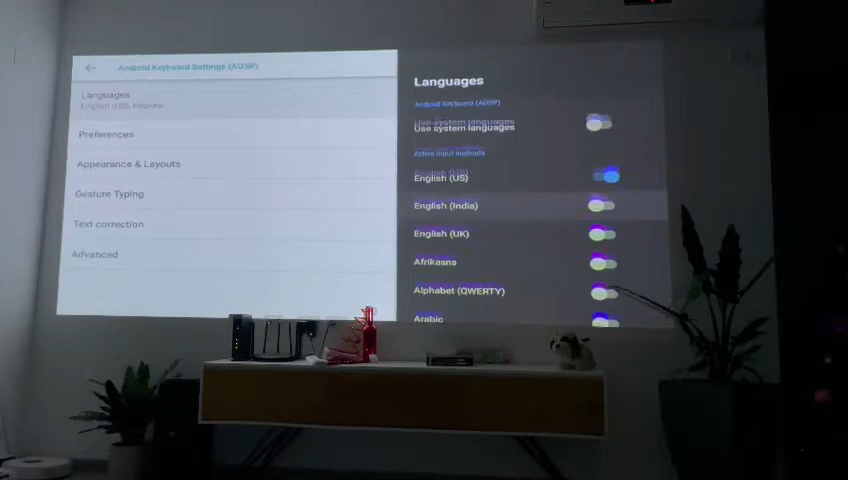 Android Keyboard Settings (AOSP)
Languages
English (US), Hebrew
Preferences
Appearance & Layouts
Gesture Typing
Text correction
Advanced
Languages
Android Keyboard (AOSP)
Use system languages
Active input methods
English (US)
English (India)
English (UK)
Afrikaans
Alphabet (QWERTY)
Arabic